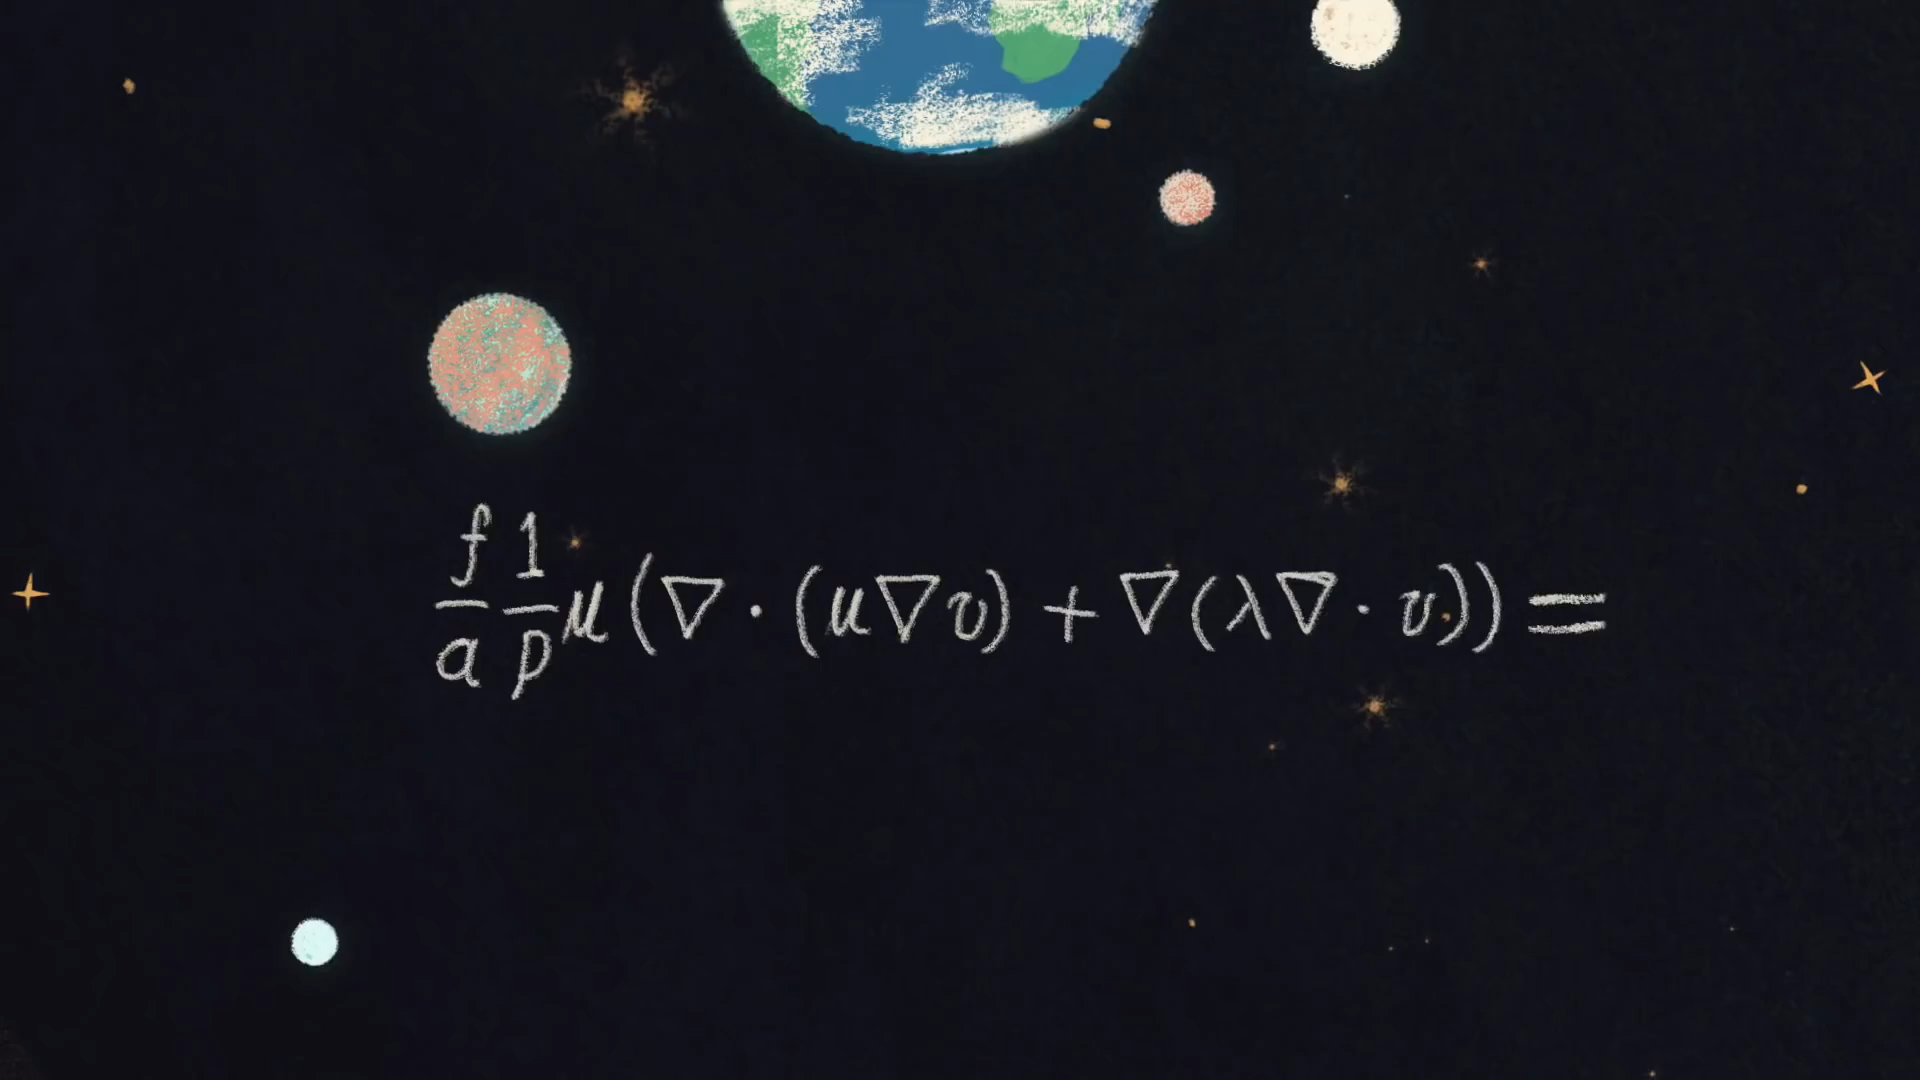 f/a 1/p μ(∇ · (u∇v) + ∇(λ∇ · v)) =